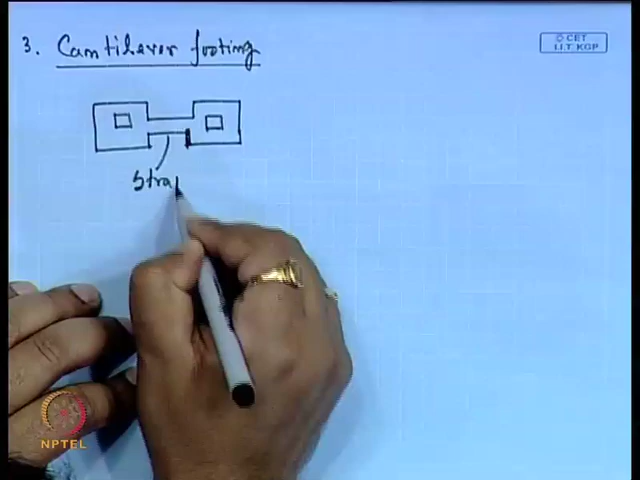 3. Cantilever footing
© CET
I.I.T. KGP
Stra
NPTEL